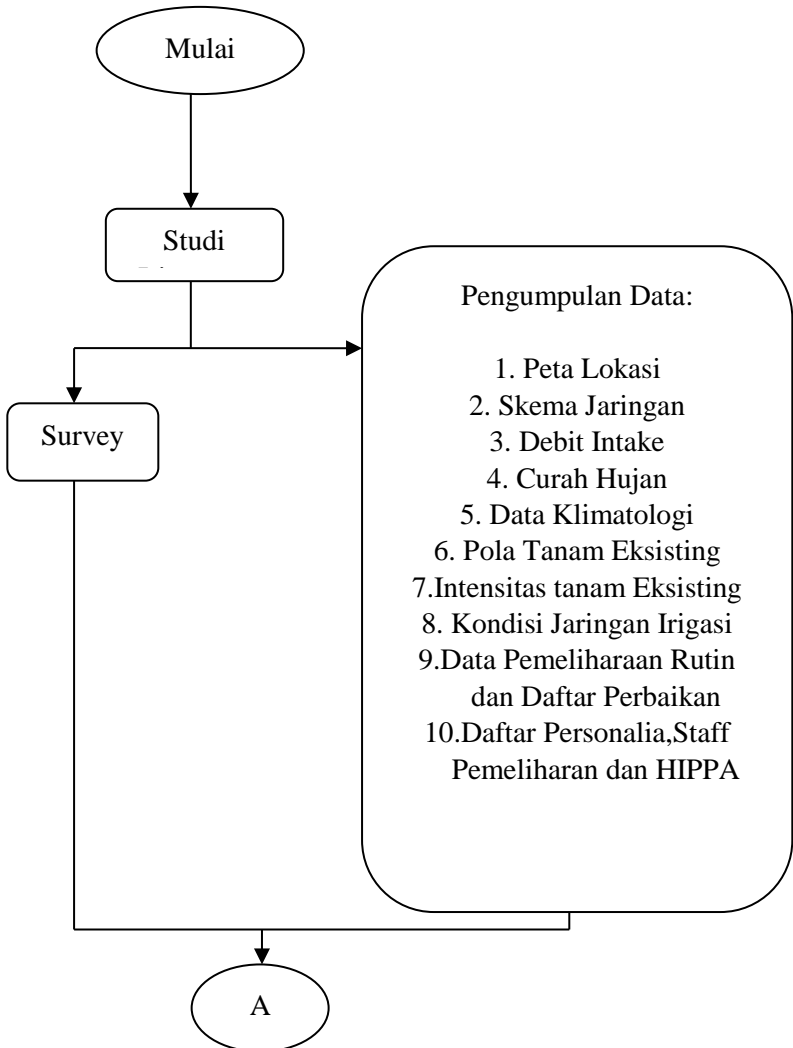 Mulai
Studi
Pengumpulan Data:
1. Peta Lokasi
2. Skema Jaringan
3. Debit Intake
4. Curah Hujan
5. Data Klimatologi
6. Pola Tanam Eksisting
7.Intensitas tanam Eksisting
8. Kondisi Jaringan Irigasi
9.Data Pemeliharaan Rutin
dan Daftar Perbaikan
10.Daftar Personalia,Staff
Pemeliharan dan HIPPA
Survey
A